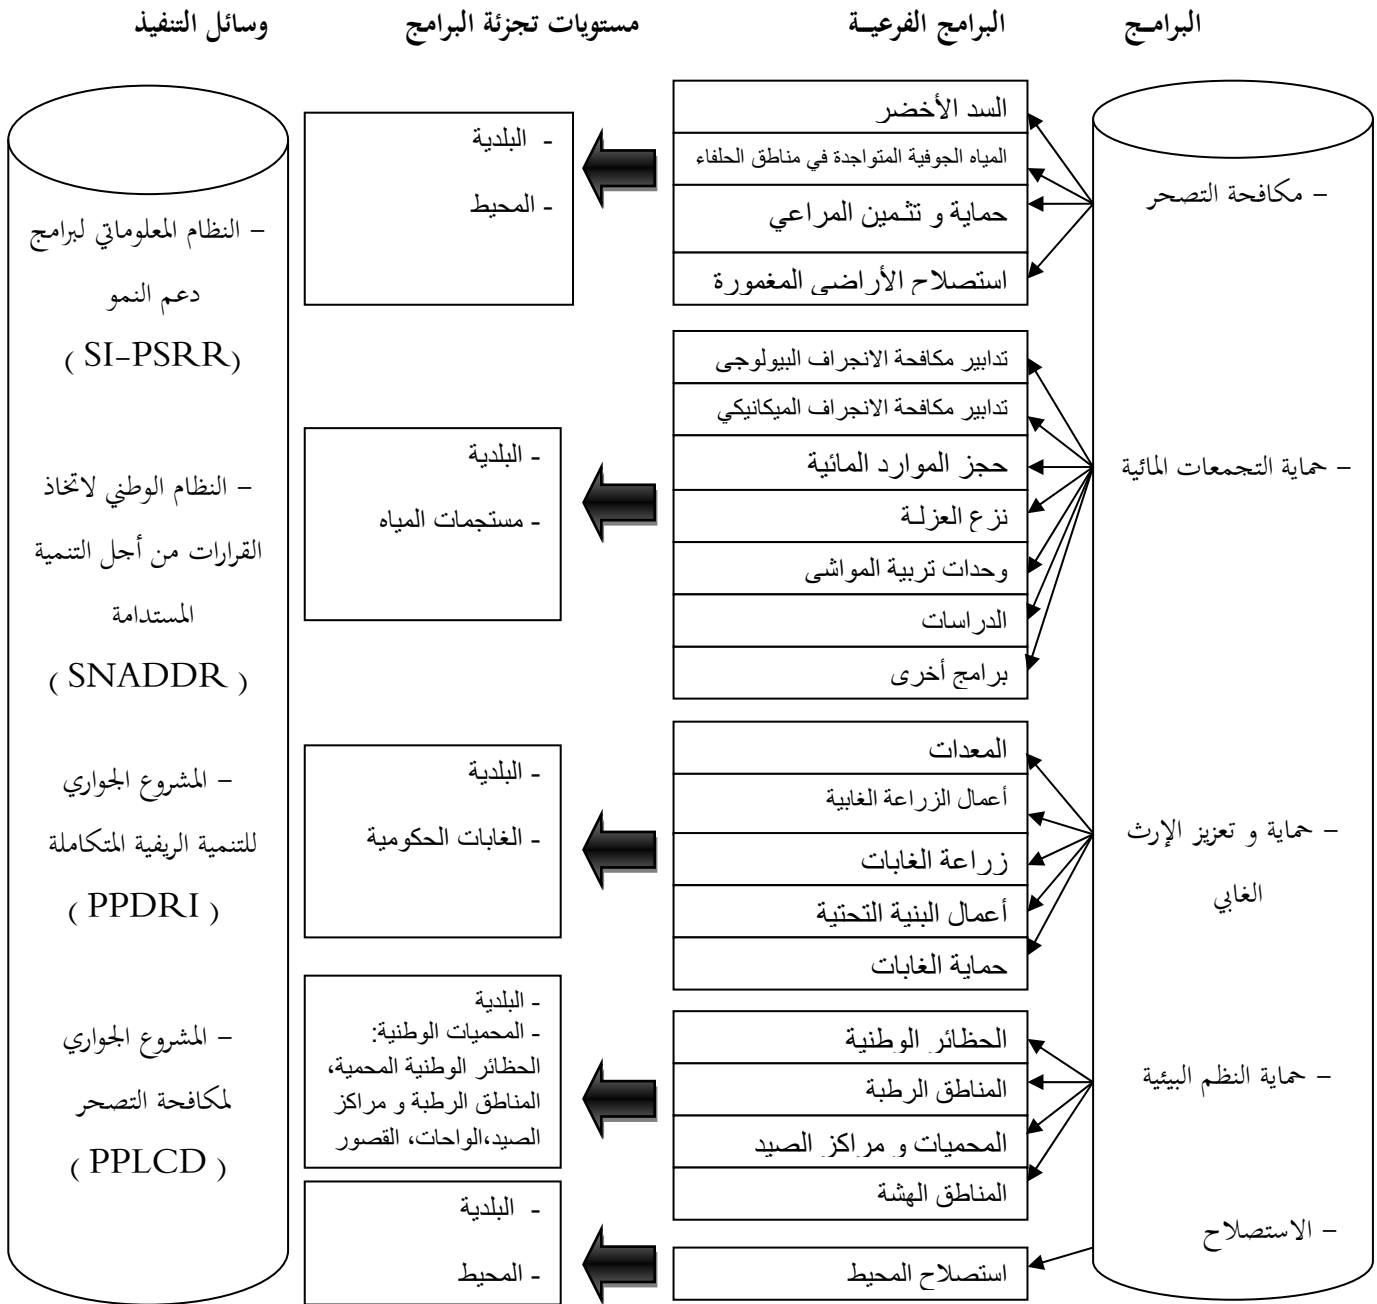 البرامـج
البرامج الفرعيـة
مستويات تجزئة البرامج
وسائل التنفيذ
– مكافحة التصحر
– حماية التجمعات المائية
– حماية و تعزيز الإرث
الغابي
– حماية النظم البيئية
– الاستصلاح
السد الأخضر
المياه الجوفية المتواجدة في مناطق الحلفاء
حماية و تثمين المراعي
استصلاح الأراضي المغمورة
تدابير مكافحة الانجراف البيولوجي
تدابير مكافحة الانجراف الميكانيكي
حجز الموارد المائية
نزع العزلـة
وحدات تربية المواشي
الدراسات
برامج أخرى
المعدات
أعمال الزراعة الغابية
زراعة الغابات
أعمال البنية التحتية
حماية الغابات
الحظائر الوطنية
المناطق الرطبة
المحميات و مراكز الصيد
المناطق الهشة
استصلاح المحيط
- البلدية
- المحيط
- البلدية
- مستجمات المياه
- البلدية
- الغابات الحكومية
- البلدية
- المحميات الوطنية:
الحظائر الوطنية المحمية،
المناطق الرطبة و مراكز
الصيد،الواحات، القصور
- البلدية
- المحيط
– النظام المعلوماتي لبرامج
دعم النمو
(SI-PSRR )
– النظام الوطني لاتخاذ
القرارات من أجل التنمية
المستدامة
( SNADDR )
– المشروع الجواري
للتنمية الريفية المتكاملة
( PPDRI )
– المشروع الجواري
لمكافحة التصحر
( PPLCD )